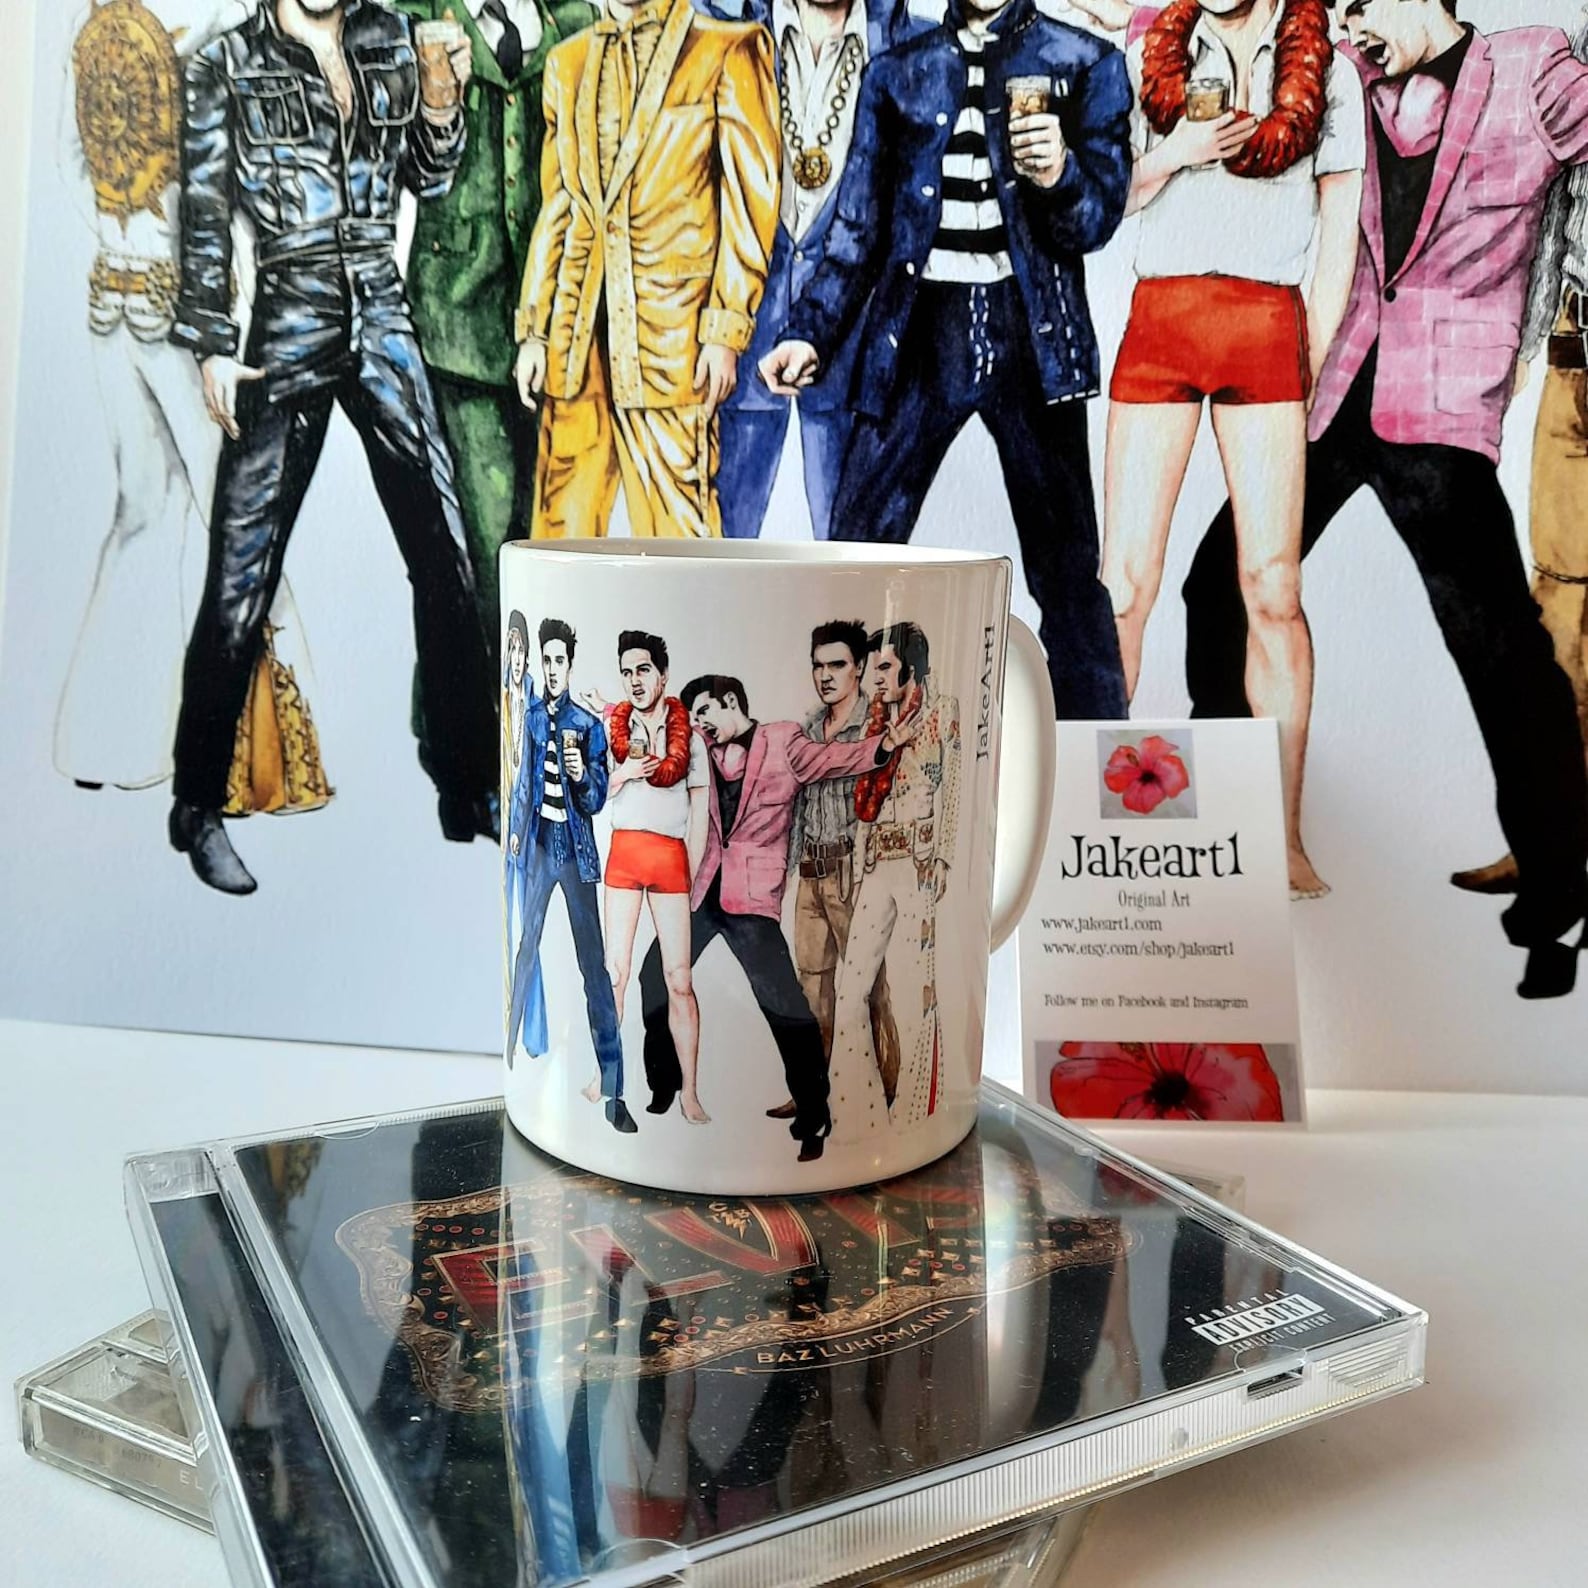 JakeArt1
Jakeart1
Original Art
www.jakeart1.com
www.etsy.com/shop/jakeart1
Follow me on Facebook and Instagram
ELVIS
BAZ LUHRMANN
PARENTAL
ADVISORY
EXPLICIT CONTENT